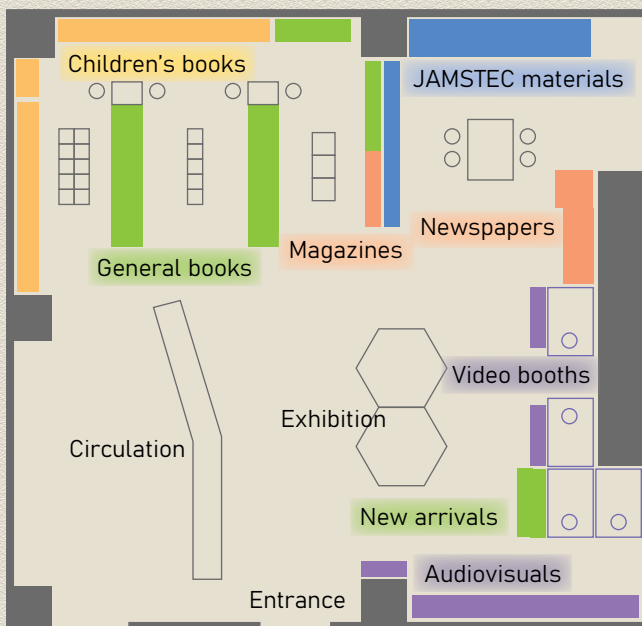 Children's books
JAMSTEC materials
Newspapers
Magazines
General books
Video booths
Exhibition
Circulation
New arrivals
Audiovisuals
Entrance